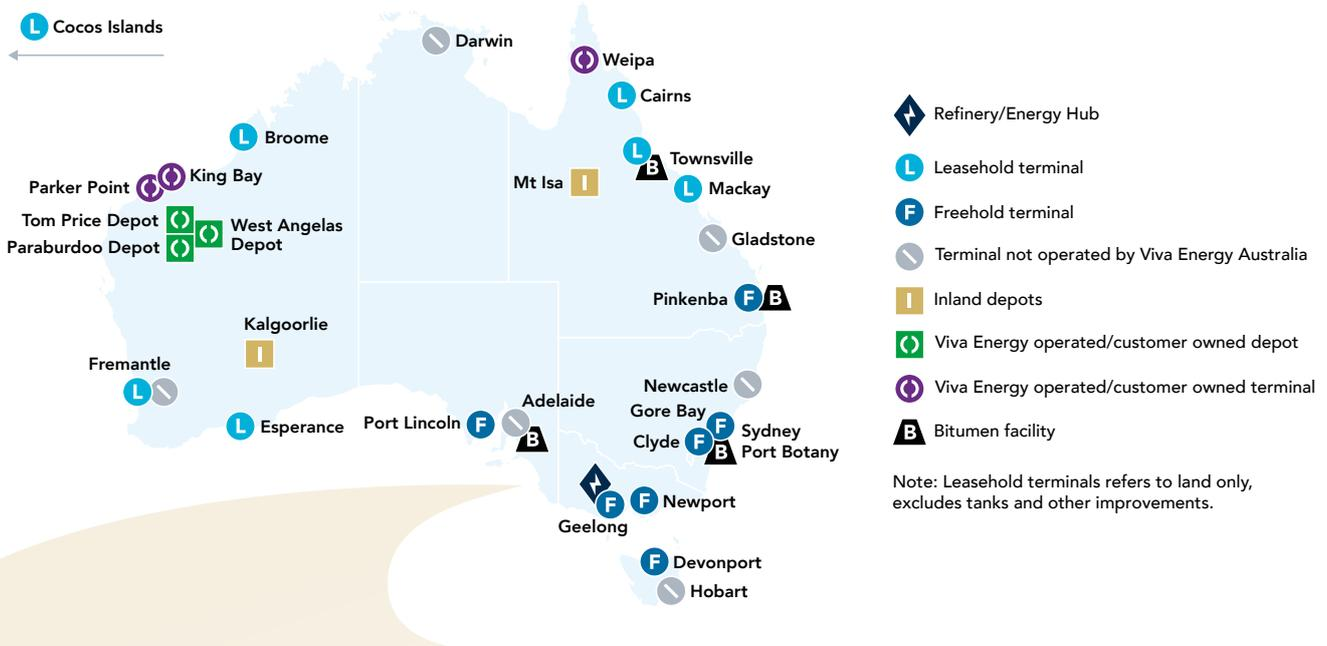 L Cocos Islands
Darwin
Weipa
L Cairns
L Broome
L
B Townsville
Mt Isa I
L Mackay
Parker Point
King Bay
Tom Price Depot
Paraburdoo Depot
West Angelas
Depot
Gladstone
Pinkenba F B
Kalgoorlie
I
Fremantle
L
L Esperance
Port Lincoln F
Adelaide
B
Newcastle
Gore Bay
F
Clyde F
B
Sydney
Port Botany
F
Geelong
F Newport
F Devonport
Hobart
Refinery/Energy Hub
L Leasehold terminal
F Freehold terminal
Terminal not operated by Viva Energy Australia
I Inland depots
Viva Energy operated/customer owned depot
Viva Energy operated/customer owned terminal
B Bitumen facility
Note: Leasehold terminals refers to land only,
excludes tanks and other improvements.